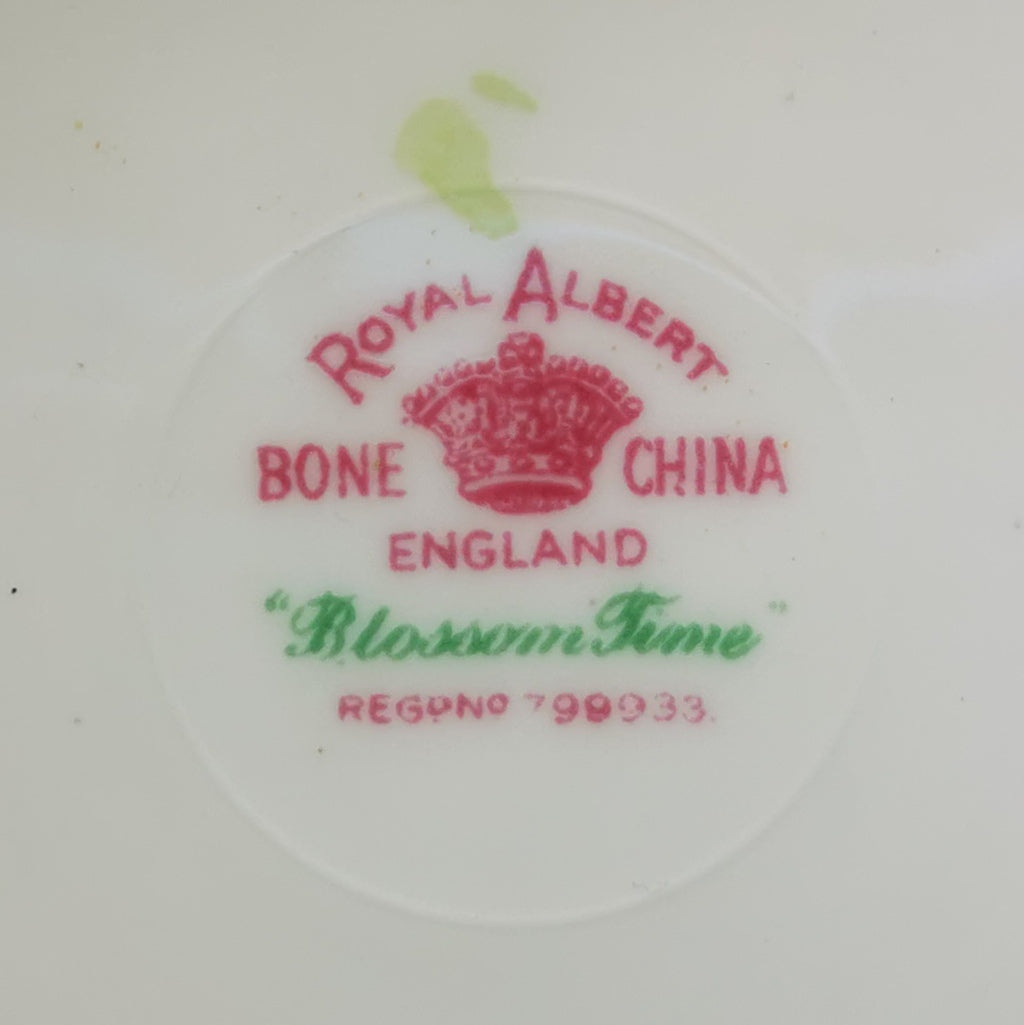 ROYAL ALBERT
BONE CHINA
ENGLAND
"Blossom Time"
REGD NO 799933.